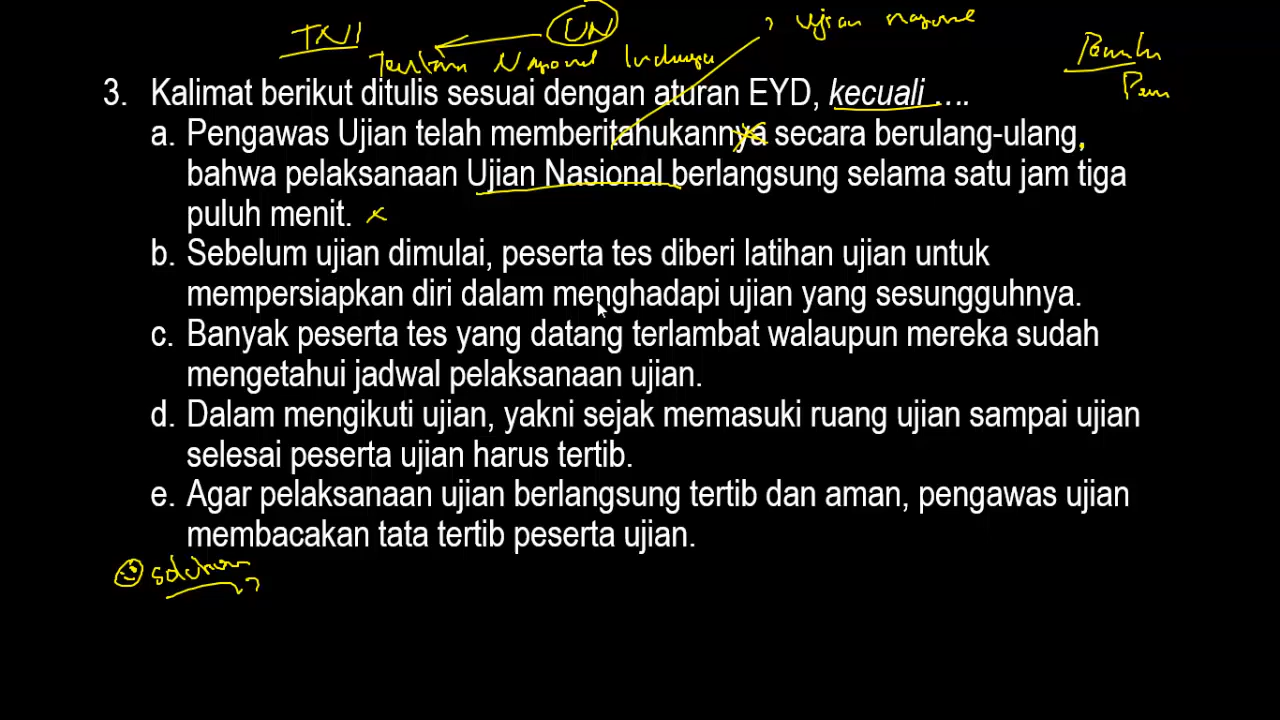 TNI UN ujian nasional
Tentara Nasional Indonesia Pemilu
3. Kalimat berikut ditulis sesuai dengan aturan EYD, kecuali ....
Pem
a. Pengawas Ujian telah memberitahukannya secara berulang-ulang,
bahwa pelaksanaan Ujian Nasional berlangsung selama satu jam tiga
puluh menit. x
b. Sebelum ujian dimulai, peserta tes diberi latihan ujian untuk
mempersiapkan diri dalam menghadapi ujian yang sesungguhnya.
c. Banyak peserta tes yang datang terlambat walaupun mereka sudah
mengetahui jadwal pelaksanaan ujian.
d. Dalam mengikuti ujian, yakni sejak memasuki ruang ujian sampai ujian
selesai peserta ujian harus tertib.
e. Agar pelaksanaan ujian berlangsung tertib dan aman, pengawas ujian
membacakan tata tertib peserta ujian.